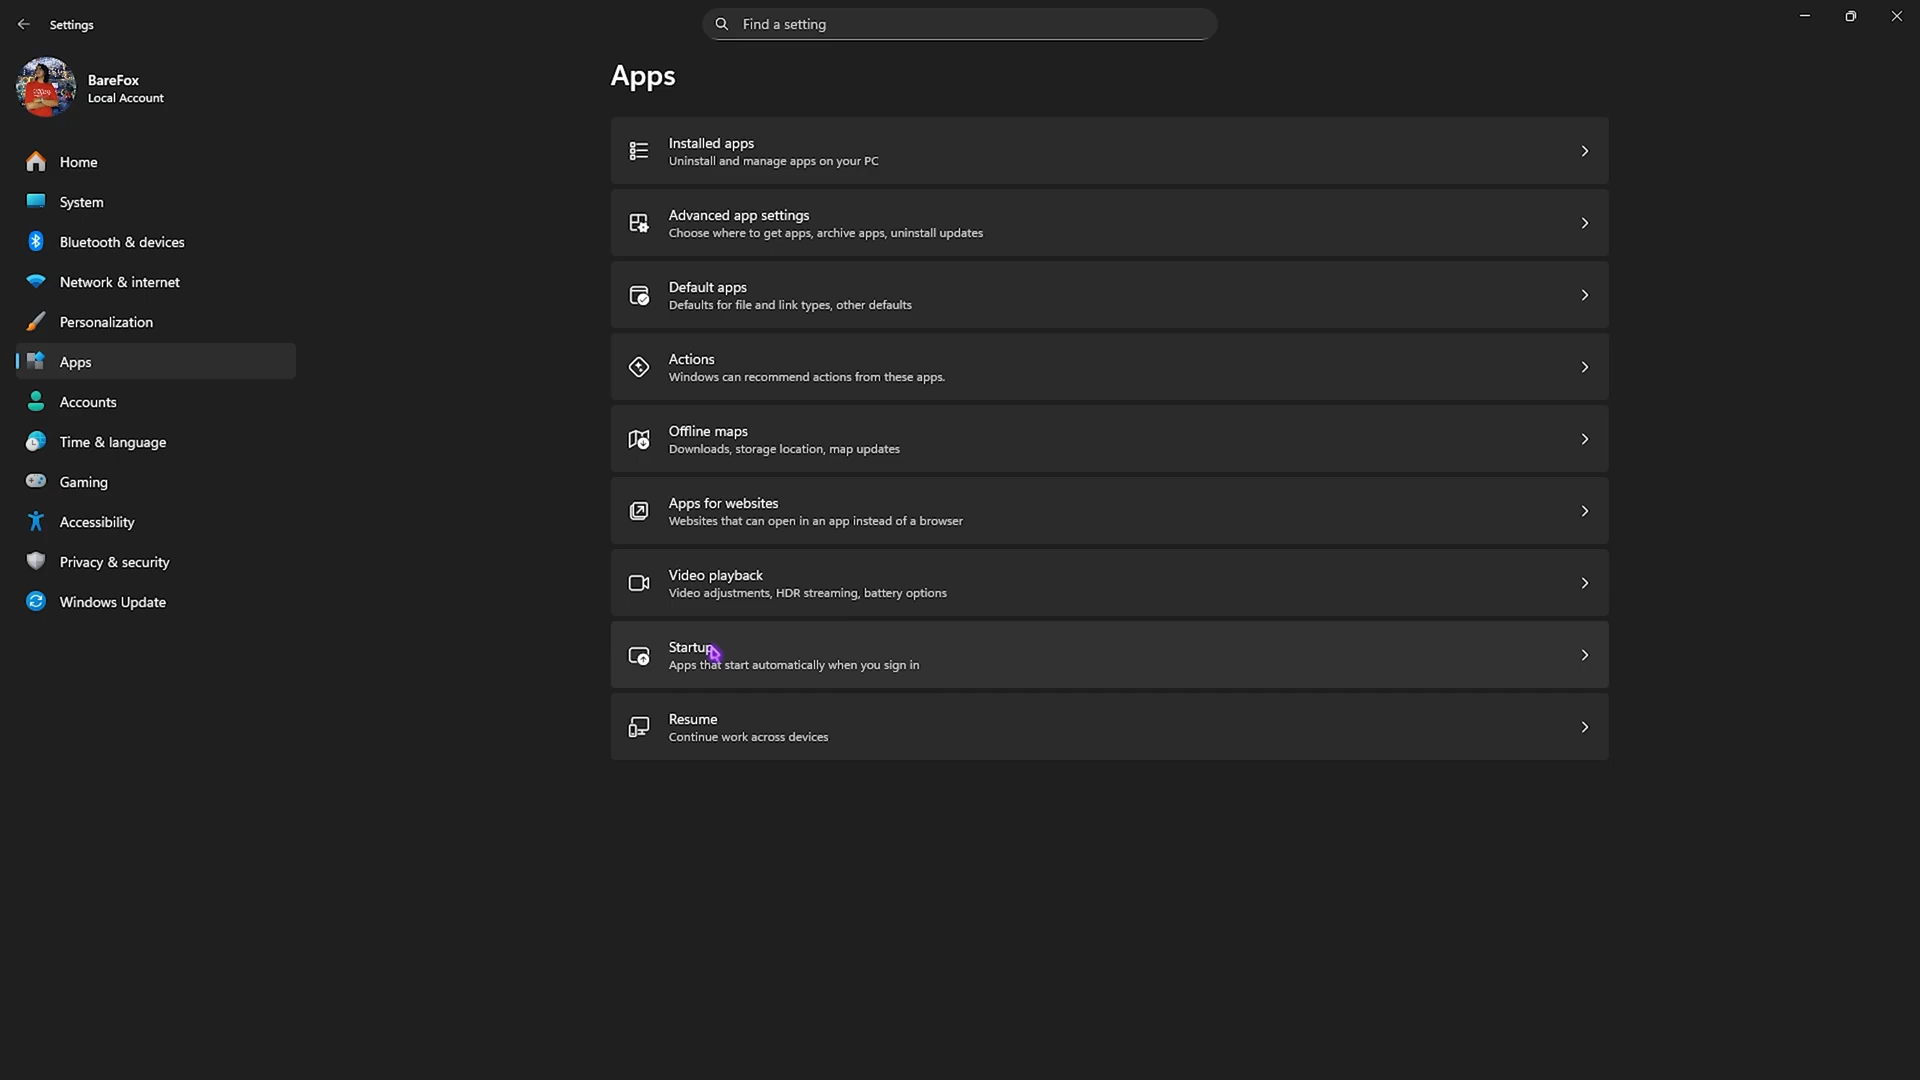 Settings
Find a setting
BareFox
Local Account
Home
System
Bluetooth & devices
Network & internet
Personalization
Apps
Accounts
Time & language
Gaming
Accessibility
Privacy & security
Windows Update
Apps
Installed apps
Uninstall and manage apps on your PC
Advanced app settings
Choose where to get apps, archive apps, uninstall updates
Default apps
Defaults for file and link types, other defaults
Actions
Windows can recommend actions from these apps.
Offline maps
Downloads, storage location, map updates
Apps for websites
Websites that can open in an app instead of a browser
Video playback
Video adjustments, HDR streaming, battery options
Startup
Apps that start automatically when you sign in
Resume
Continue work across devices